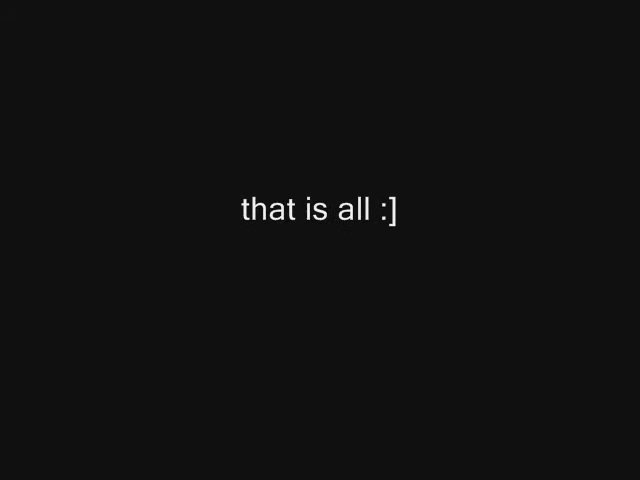 that is all :]